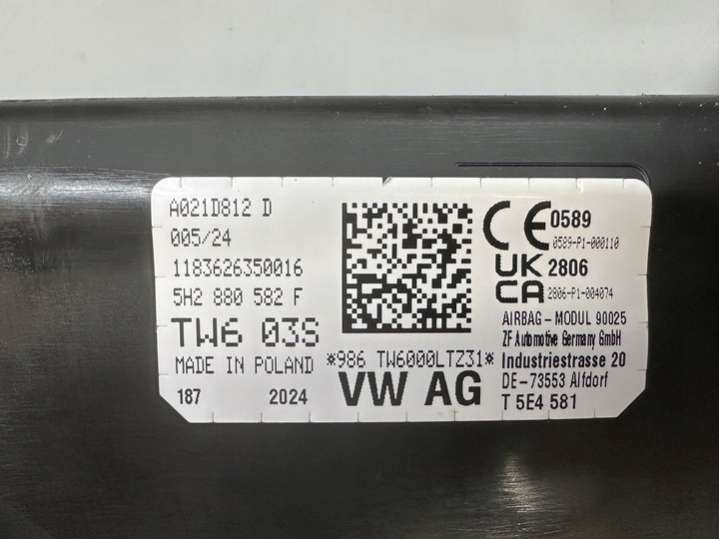 A021D812 D
005/24
1183626350016
5H2 880 582 F
TW6 03S
MADE IN POLAND
187 2024
*986 TW6000LTZ31*
VW AG
CE 0589
0589-P1-000110
UK CA 2806
2806-P1-004074
AIRBAG - MODUL 90025
ZF Automotive Germany GmbH
Industriestrasse 20
DE-73553 Alfdorf
T 5E4 581